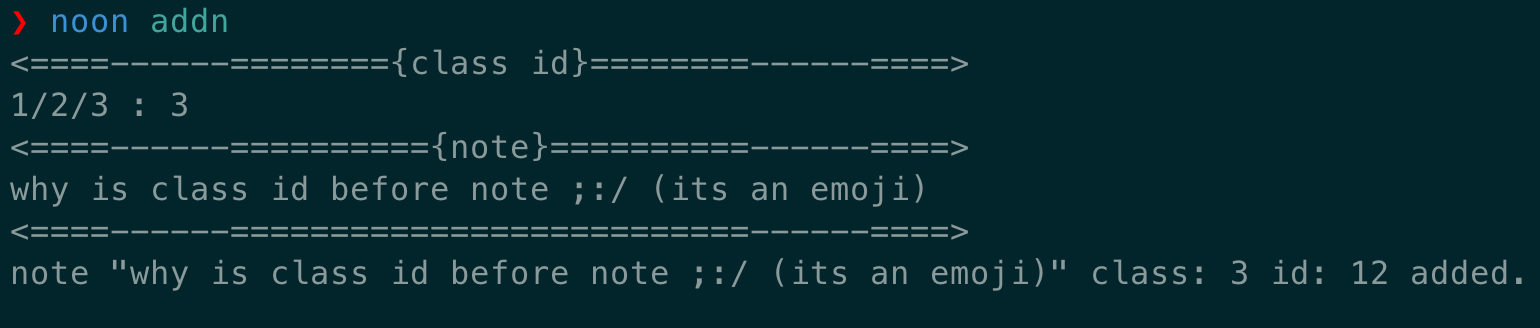 ❯ noon addn
<====------========{class id}========------====>
1/2/3 : 3
<====------=========={note}==========------====>
why is class id before note ;:/ (its an emoji)
<====------==========================------====>
note "why is class id before note ;:/ (its an emoji)" class: 3 id: 12 added.